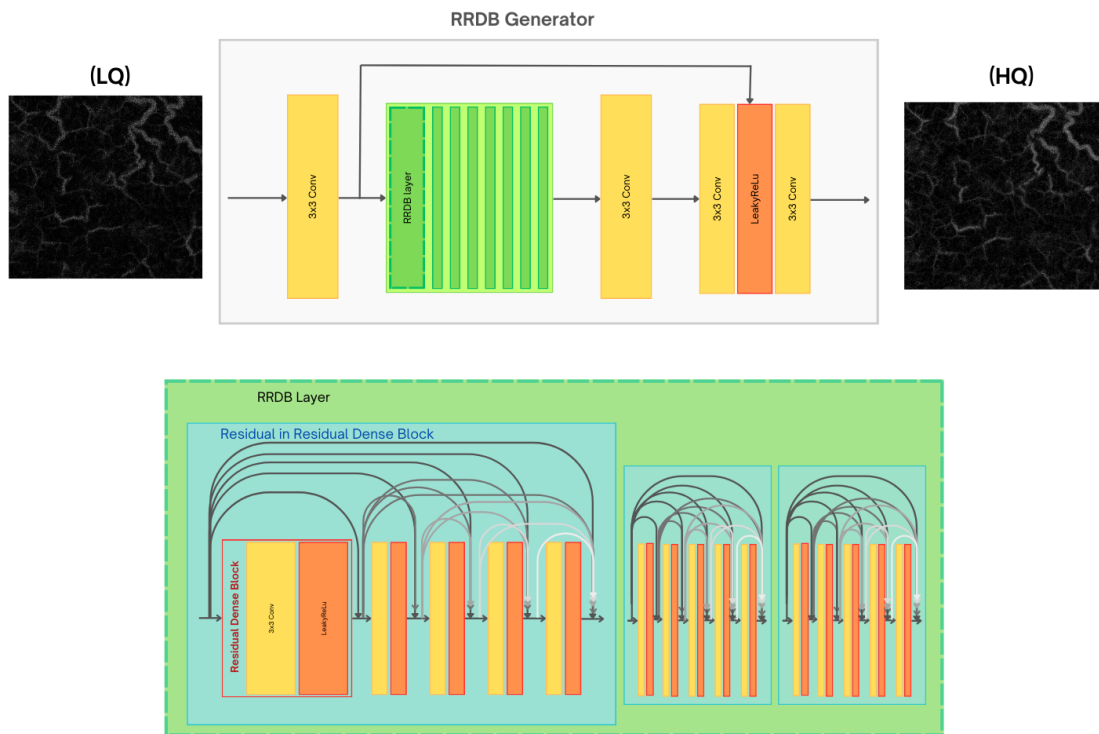 RRDB Generator
(LQ)
(HQ)
3x3 Conv
RRDB layer
3x3 Conv
3x3 Conv
LeakyReLu
3x3 Conv
RRDB Layer
Residual in Residual Dense Block
Residual Dense Block
3x3 Conv
LeakyReLu